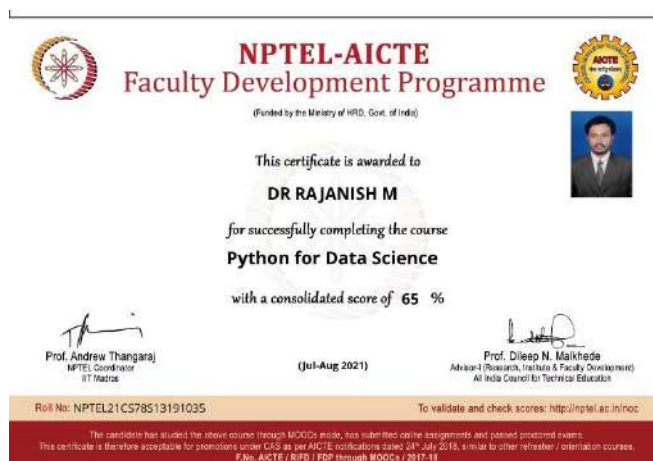 NPTEL-AICTE
Faculty Development Programme
(Funded by the Ministry of HRD, Govt. of India)
AICTE
This certificate is awarded to
DR RAJANISH M
for successfully completing the course
Python for Data Science
with a consolidated score of 65 %
Prof. Andrew Thangaraj
NPTEL Coordinator
IIT Madras
(Jul-Aug 2021)
Prof. Dileep N. Malkhede
Advisor-I (Research, Institute & Faculty Development)
All India Council for Technical Education
Roll No: NPTEL21CS78S13191035
To validate and check scores: http://nptel.ac.in/noc
The candidate has studied the above course through MOOCs mode, has submitted online assignments and passed proctored exams.
This certificate is therefore acceptable for promotions under CAS as per AICTE notifications dated 24th July 2018, similar to other refresher / orientation courses.
F.No. AICTE / RIFD / FDP through MOOCs / 2017-18